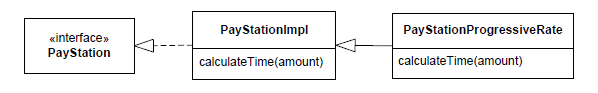 «interface»
PayStation
PayStationImpl
calculateTime(amount)
PayStationProgressiveRate
calculateTime(amount)